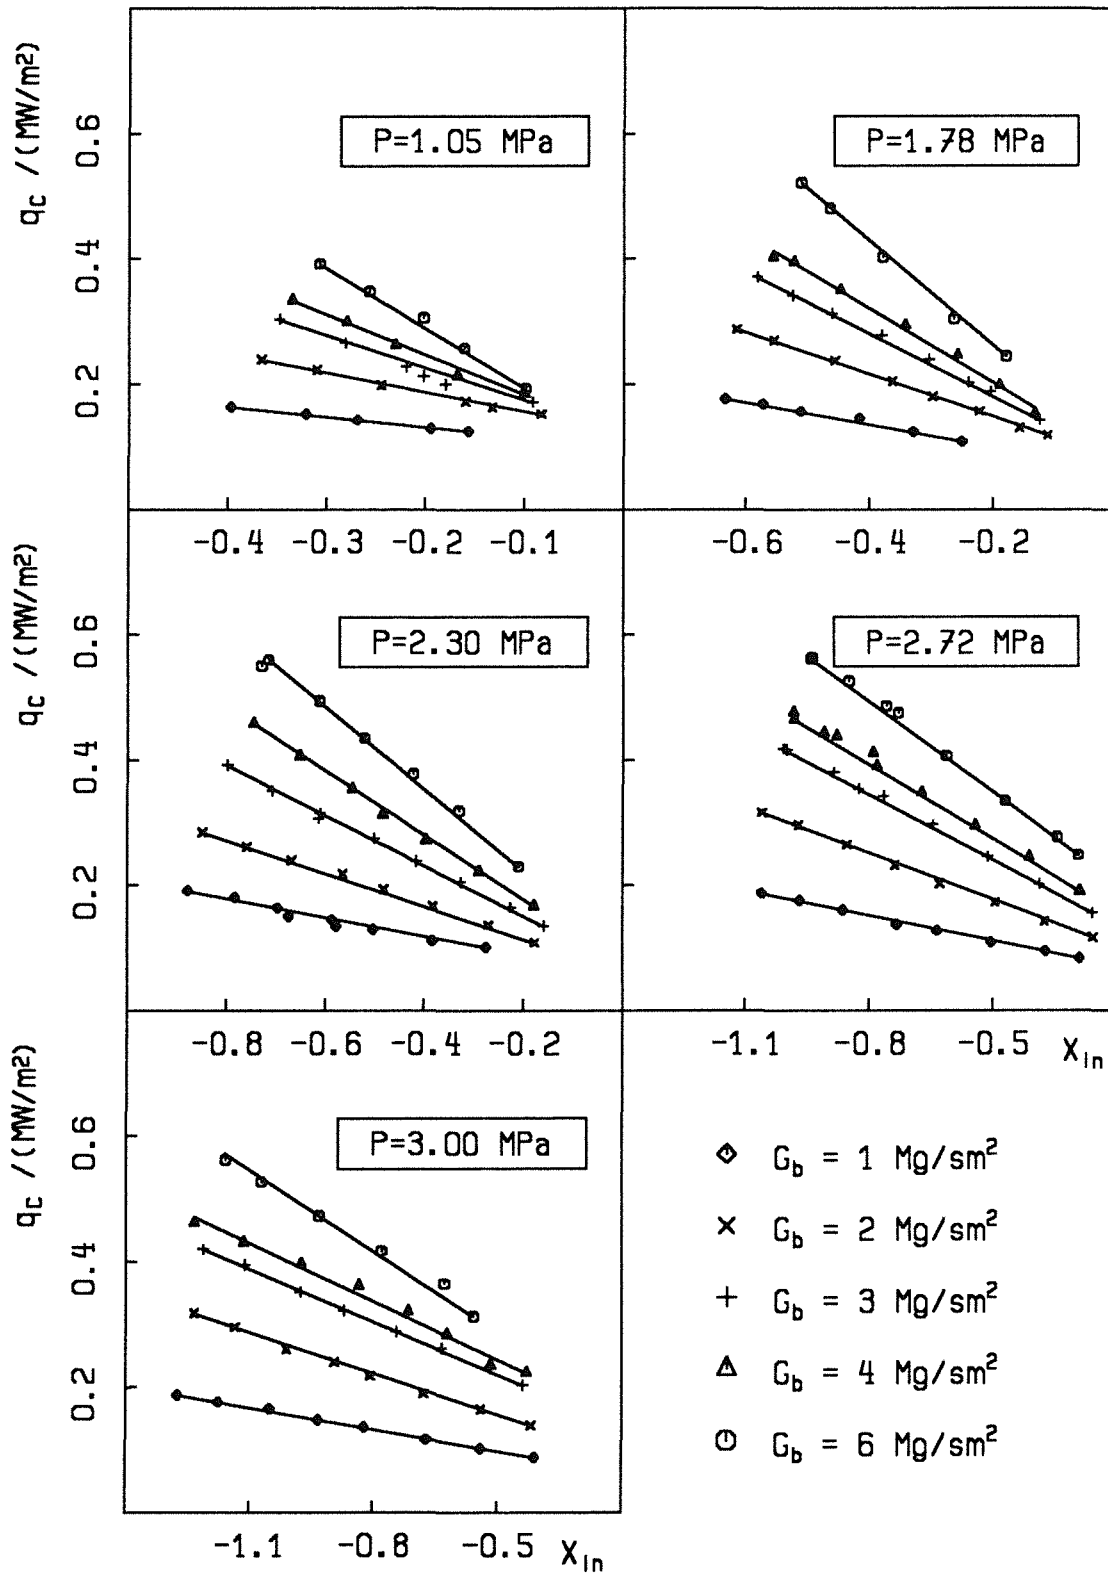 q_c /(MW/m²)
0.6
0.4
0.2
P=1.05 MPa
P=1.78 MPa
-0.4 -0.3 -0.2 -0.1
-0.6 -0.4 -0.2
q_c /(MW/m²)
0.6
0.4
0.2
P=2.30 MPa
P=2.72 MPa
-0.8 -0.6 -0.4 -0.2
-1.1 -0.8 -0.5 X_in
q_c /(MW/m²)
0.6
0.4
0.2
P=3.00 MPa
G_b = 1 Mg/sm²
G_b = 2 Mg/sm²
G_b = 3 Mg/sm²
G_b = 4 Mg/sm²
G_b = 6 Mg/sm²
-1.1 -0.8 -0.5 X_in